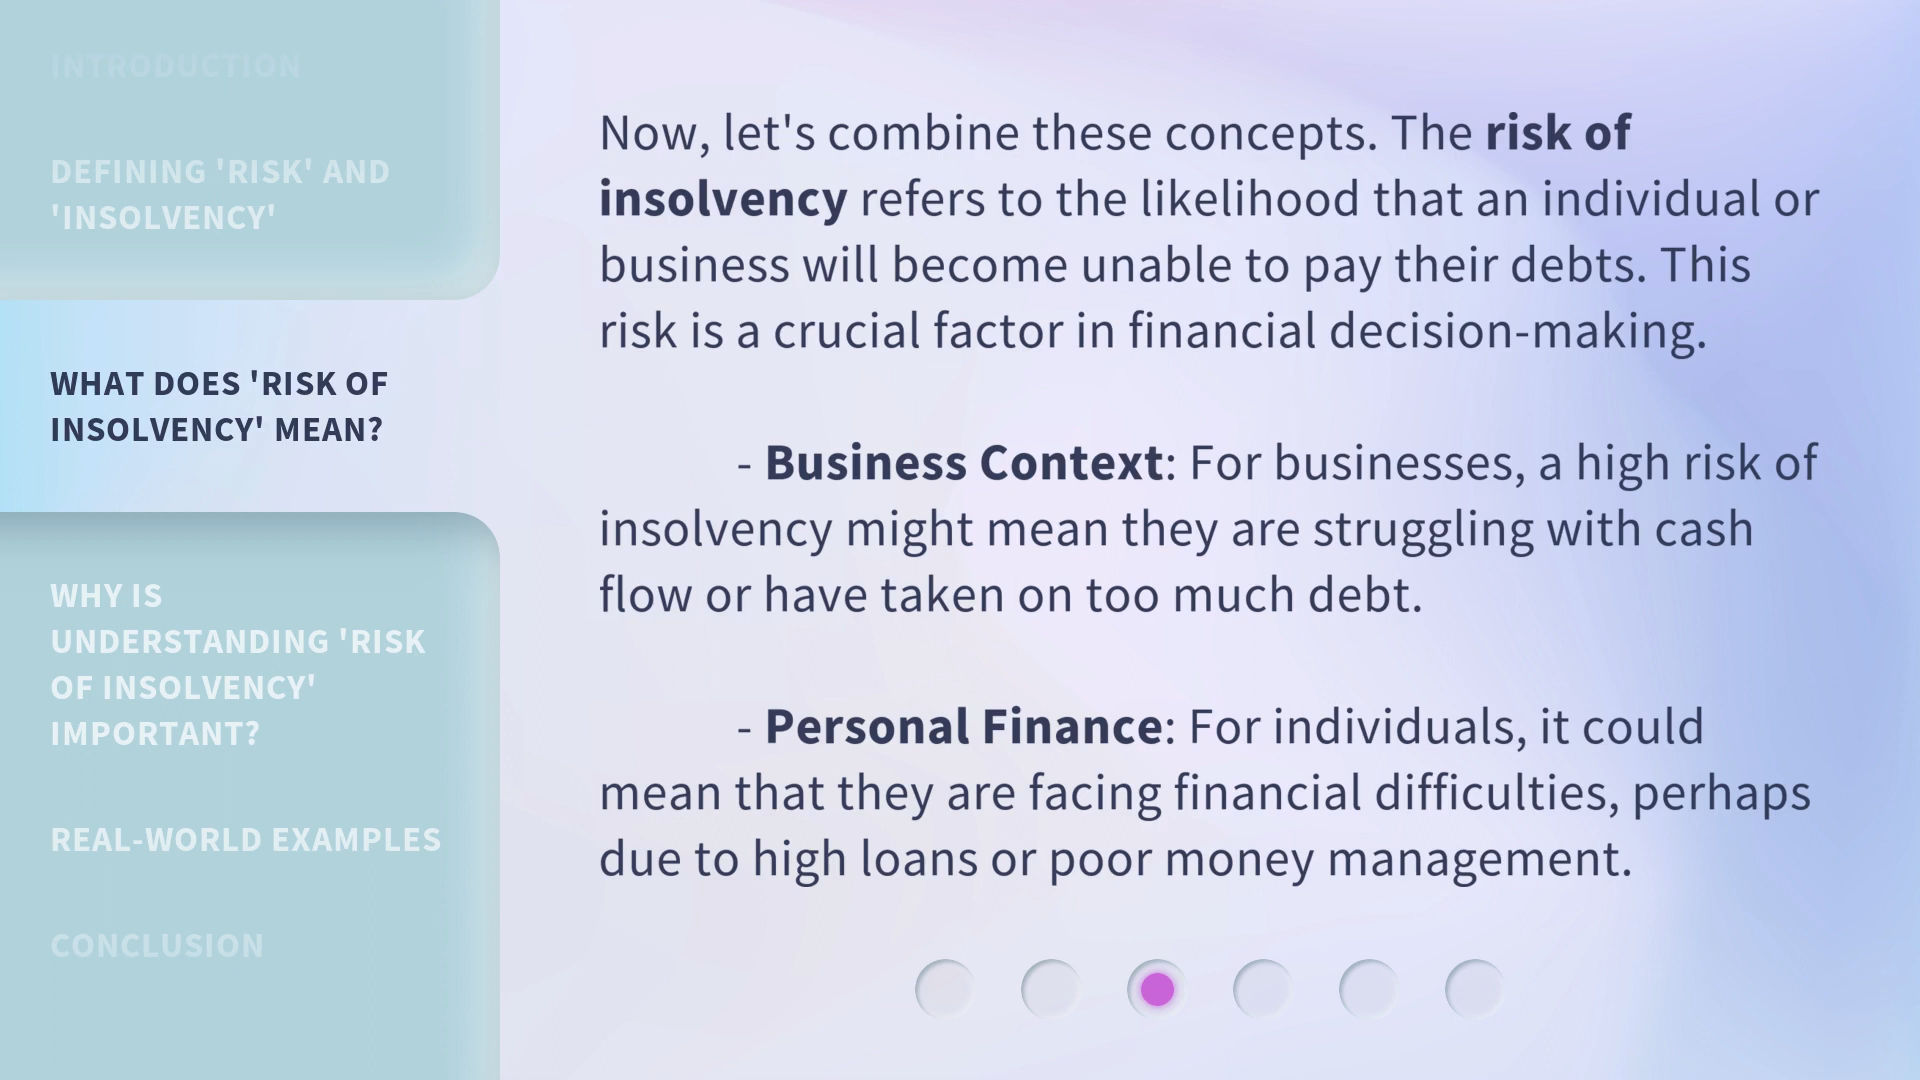 INTRODUCTION
DEFINING 'RISK' AND
'INSOLVENCY'
WHAT DOES 'RISK OF
INSOLVENCY' MEAN?
WHY IS
UNDERSTANDING 'RISK
OF INSOLVENCY'
IMPORTANT?
REAL-WORLD EXAMPLES
CONCLUSION
Now, let's combine these concepts. The risk of
insolvency refers to the likelihood that an individual or
business will become unable to pay their debts. This
risk is a crucial factor in financial decision-making.
- Business Context: For businesses, a high risk of
insolvency might mean they are struggling with cash
flow or have taken on too much debt.
- Personal Finance: For individuals, it could
mean that they are facing financial difficulties, perhaps
due to high loans or poor money management.